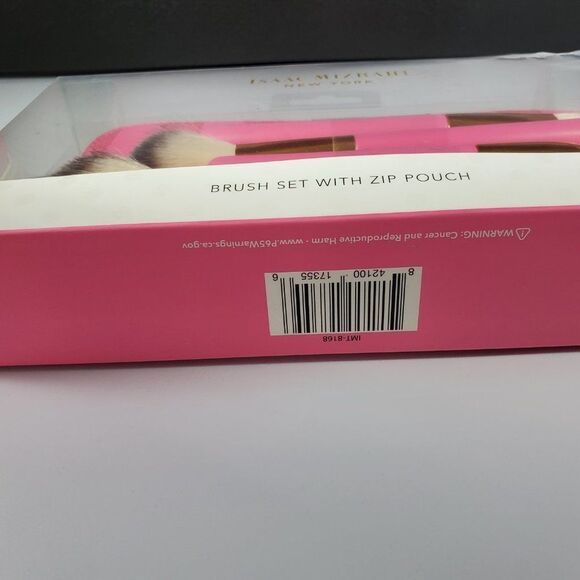 ISAAC MIZRAHI
NEW YORK
BRUSH SET WITH ZIP POUCH
⚠ WARNING: Cancer and Reproductive Harm - www.P65Warnings.ca.gov
8 42100 17355 6
IMT-8168